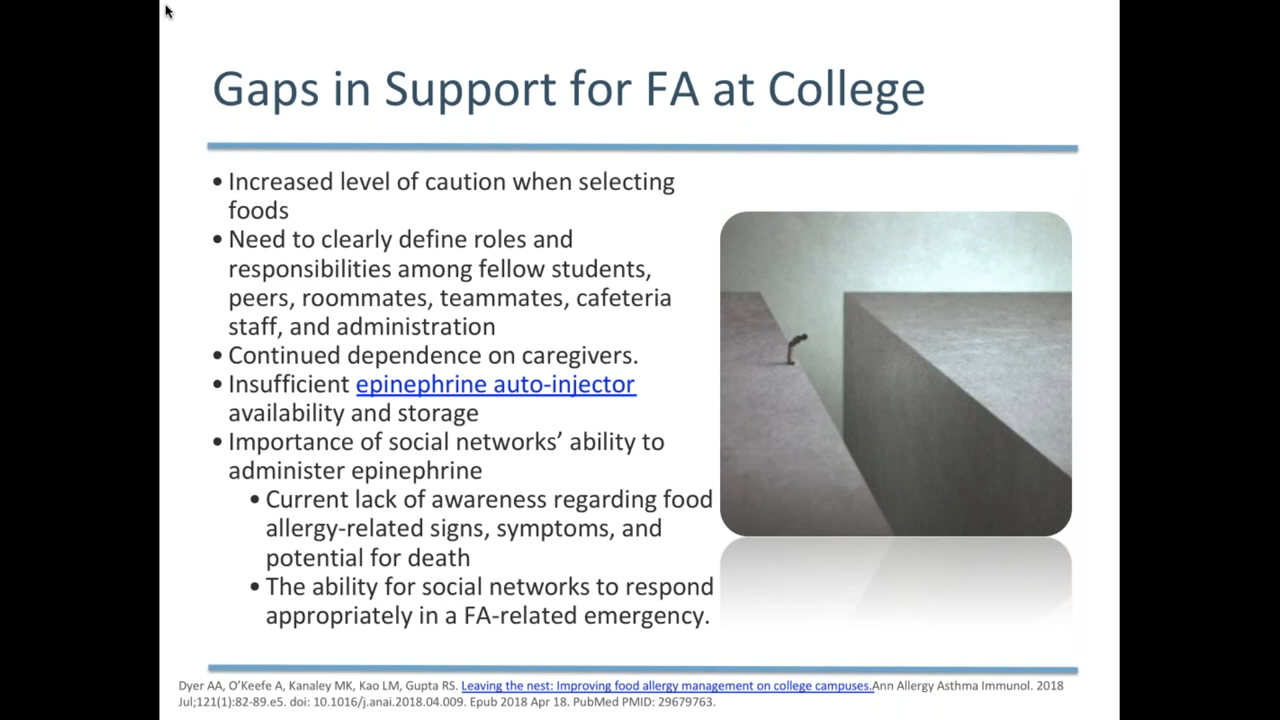 Gaps in Support for FA at College
• Increased level of caution when selecting
foods
• Need to clearly define roles and
responsibilities among fellow students,
peers, roommates, teammates, cafeteria
staff, and administration
• Continued dependence on caregivers.
• Insufficient epinephrine auto-injector
availability and storage
• Importance of social networks’ ability to
administer epinephrine
• Current lack of awareness regarding food
allergy-related signs, symptoms, and
potential for death
• The ability for social networks to respond
appropriately in a FA-related emergency.
Dyer AA, O’Keefe A, Kanaley MK, Kao LM, Gupta RS. Leaving the nest: Improving food allergy management on college campuses.Ann Allergy Asthma Immunol. 2018
Jul;121(1):82-89.e5. doi: 10.1016/j.anai.2018.04.009. Epub 2018 Apr 18. PubMed PMID: 29679763.